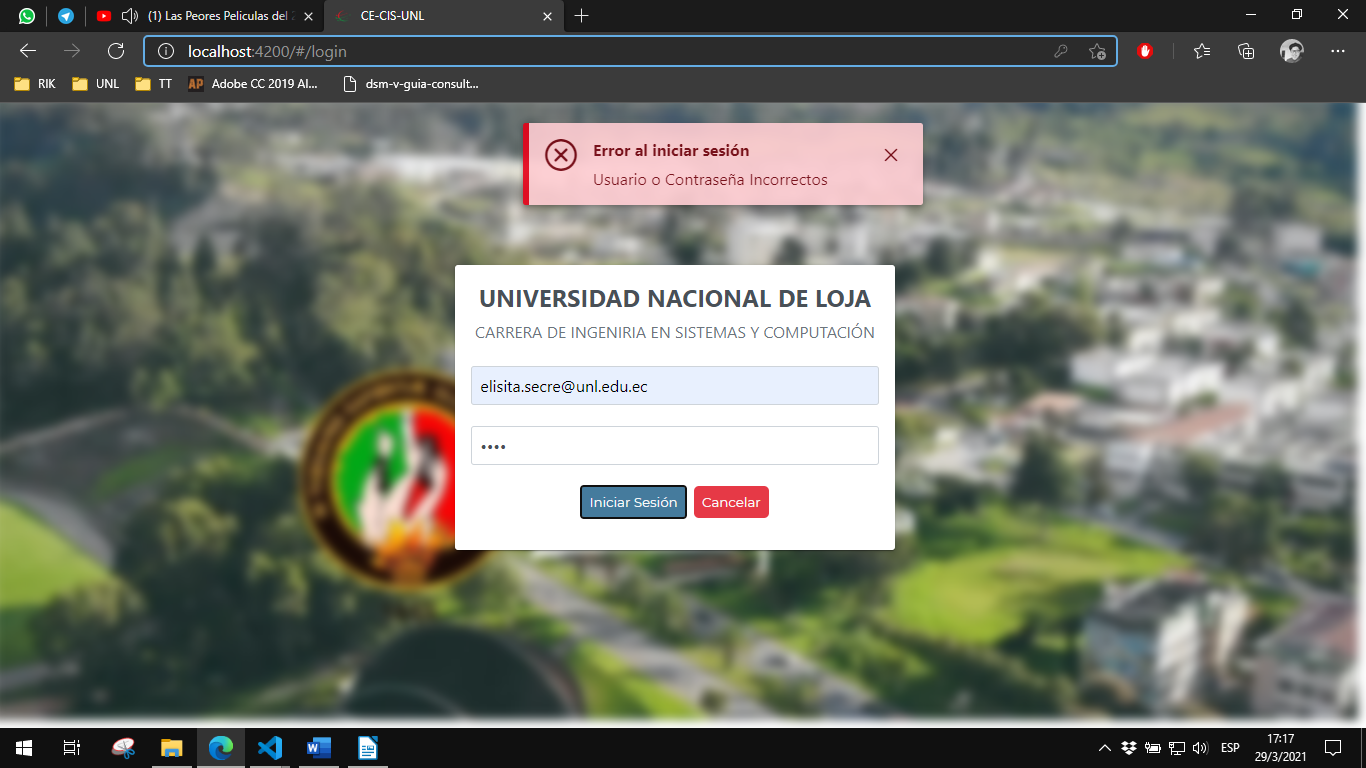 (1) Las Peores Peliculas del 2
CE-CIS-UNL
localhost:4200/#/login
RIK
UNL
TT
AP
Adobe CC 2019 Al...
dsm-v-guia-consult...
Error al iniciar sesión
Usuario o Contraseña Incorrectos
UNIVERSIDAD NACIONAL DE LOJA
CARRERA DE INGENIRIA EN SISTEMAS Y COMPUTACIÓN
elisita.secre@unl.edu.ec
••••
Iniciar Sesión
Cancelar
ESP
17:17
29/3/2021